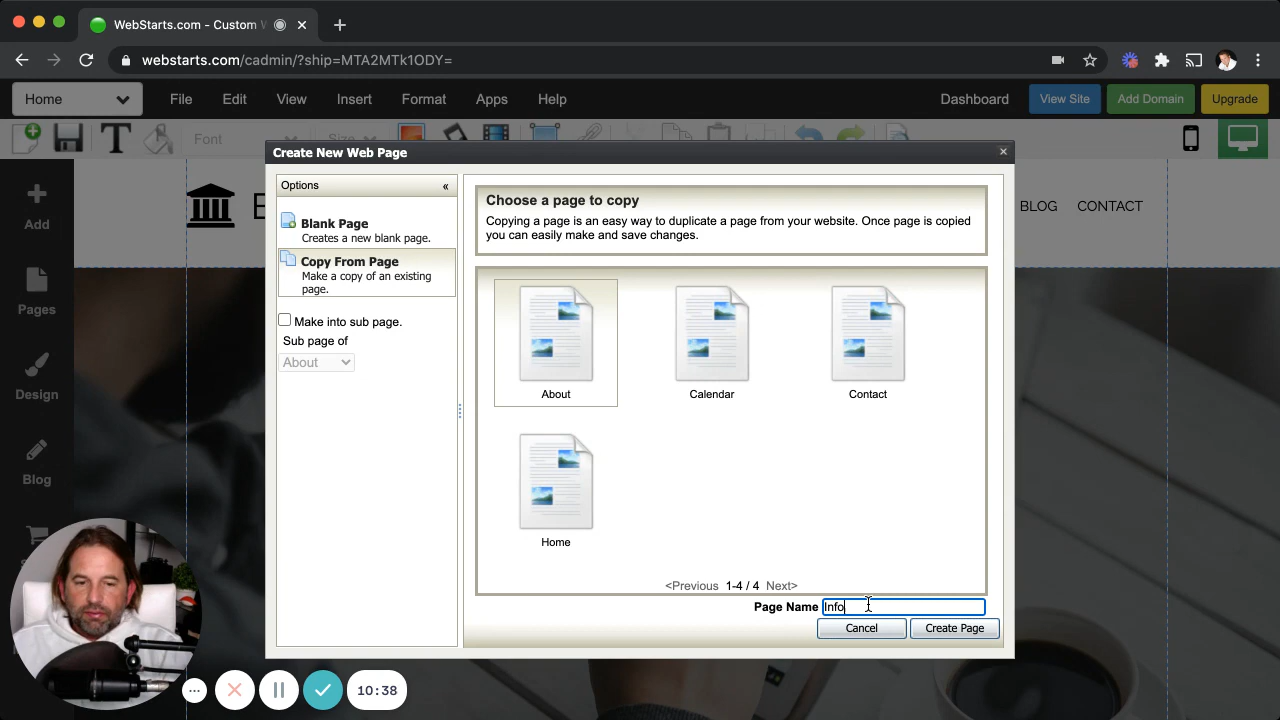 WebStarts.com - Custom W
webstarts.com/cadmin/?ship=MTA2MTk1ODY=
Home
File
Edit
View
Insert
Format
Apps
Help
Dashboard
View Site
Add Domain
Upgrade
Font
Size
Create New Web Page
Options
«
Blank Page
Creates a new blank page.
Copy From Page
Make a copy of an existing
page.
Make into sub page.
Sub page of
About
Choose a page to copy
Copying a page is an easy way to duplicate a page from your website. Once page is copied
you can easily make and save changes.
About
Calendar
Contact
Home
<Previous 1-4 / 4 Next>
Page Name Info
Cancel
Create Page
BLOG
CONTACT
Add
Pages
Design
Blog
10:38